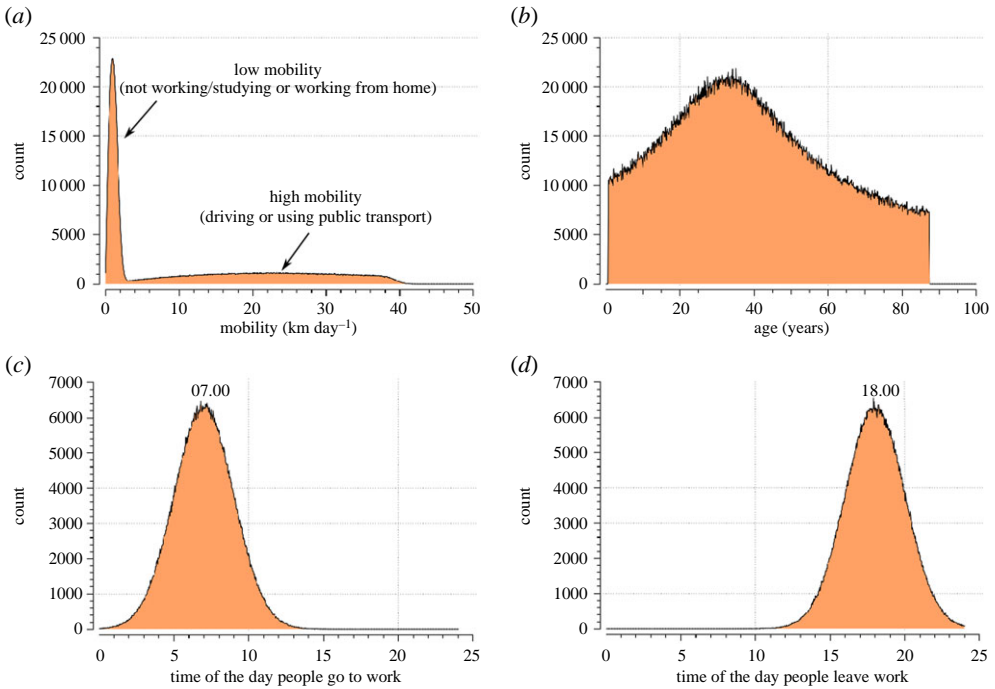 (a)
25 000
20 000
15 000
10 000
5000
0
count
low mobility
(not working/studying or working from home)
high mobility
(driving or using public transport)
0 10 20 30 40 50
mobility (km day–1)
(b)
25 000
20 000
15 000
10 000
5000
0
count
0 20 40 60 80 100
age (years)
(c)
7000
6000
5000
4000
3000
2000
1000
0
count
07.00
0 5 10 15 20 25
time of the day people go to work
(d)
7000
6000
5000
4000
3000
2000
1000
0
count
18.00
0 5 10 15 20 25
time of the day people leave work